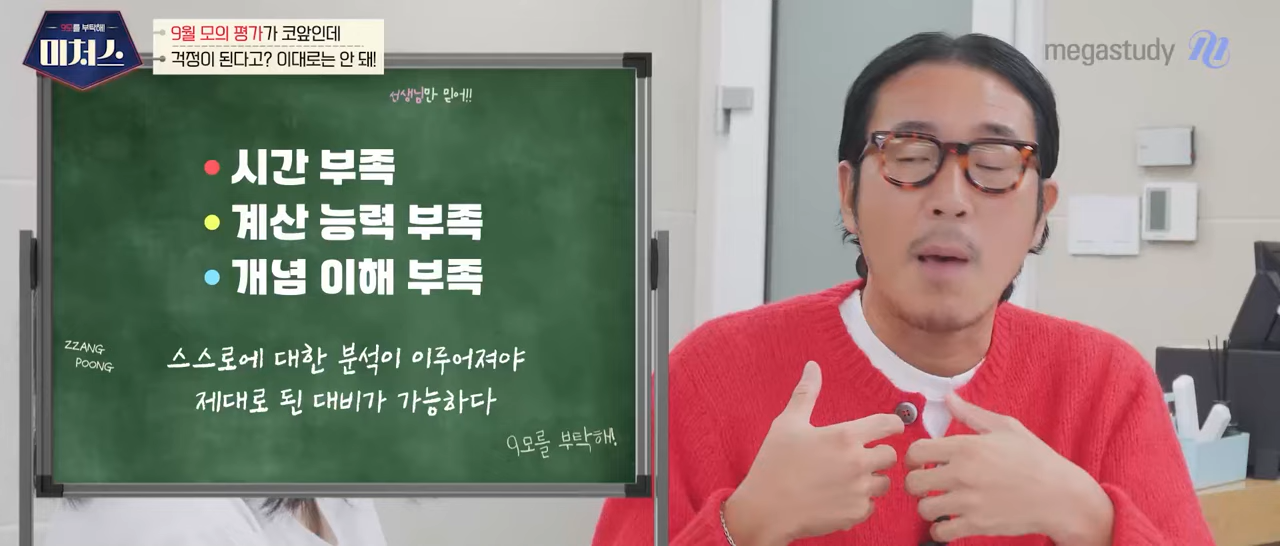 9모를 부탁해!
미쳐스
9월 모의 평가가 코앞인데
걱정이 된다고? 이대로는 안 돼!
megastudy
선생님만 믿어!!
시간 부족
계산 능력 부족
개념 이해 부족
ZZANG
POONG
스스로에 대한 분석이 이루어져야
제대로 된 대비가 가능하다
9모를 부탁해!